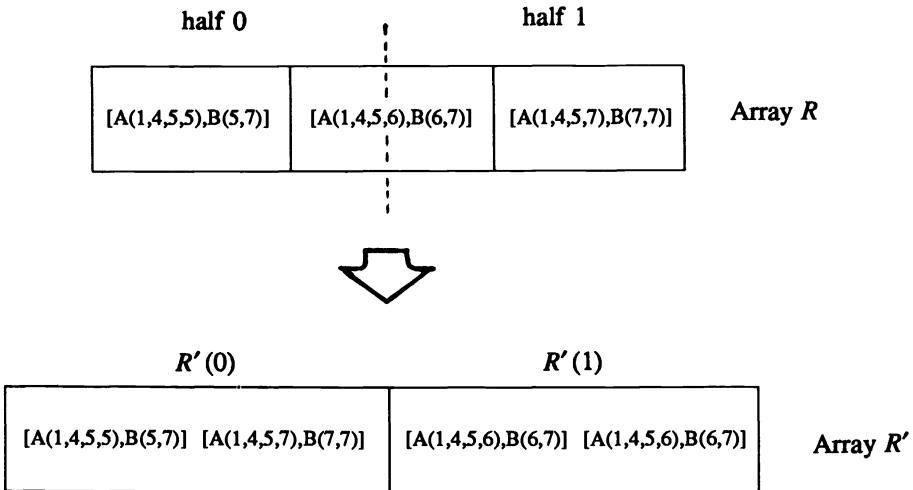 half 0 half 1
[A(1,4,5,5),B(5,7)] [A(1,4,5,6),B(6,7)] [A(1,4,5,7),B(7,7)] Array R
R′(0) R′(1)
[A(1,4,5,5),B(5,7)] [A(1,4,5,7),B(7,7)] [A(1,4,5,6),B(6,7)] [A(1,4,5,6),B(6,7)] Array R′